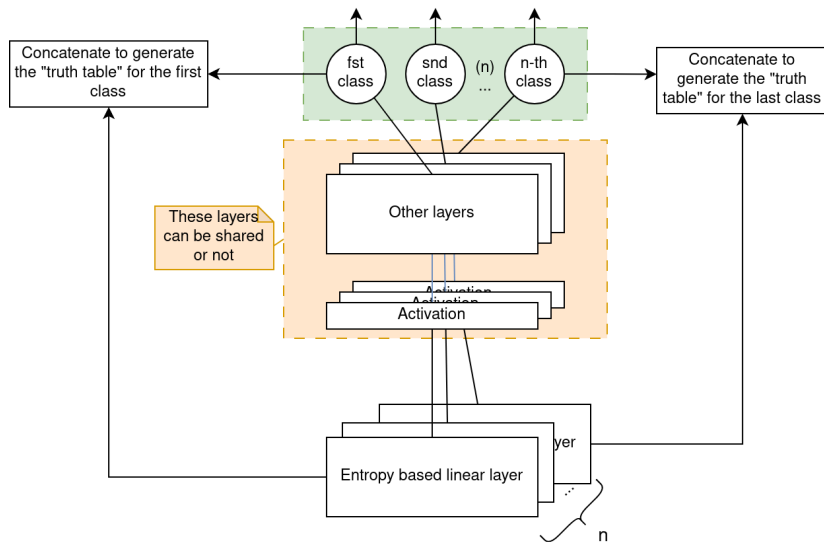 Concatenate to generate
the "truth table" for the first
class
fst
class
snd
class
(n)
...
n-th
class
Concatenate to
generate the "truth
table" for the last class
These layers
can be shared
or not
Other layers
Activation
Activation
Activation
Entropy based linear layer
yer
...
n